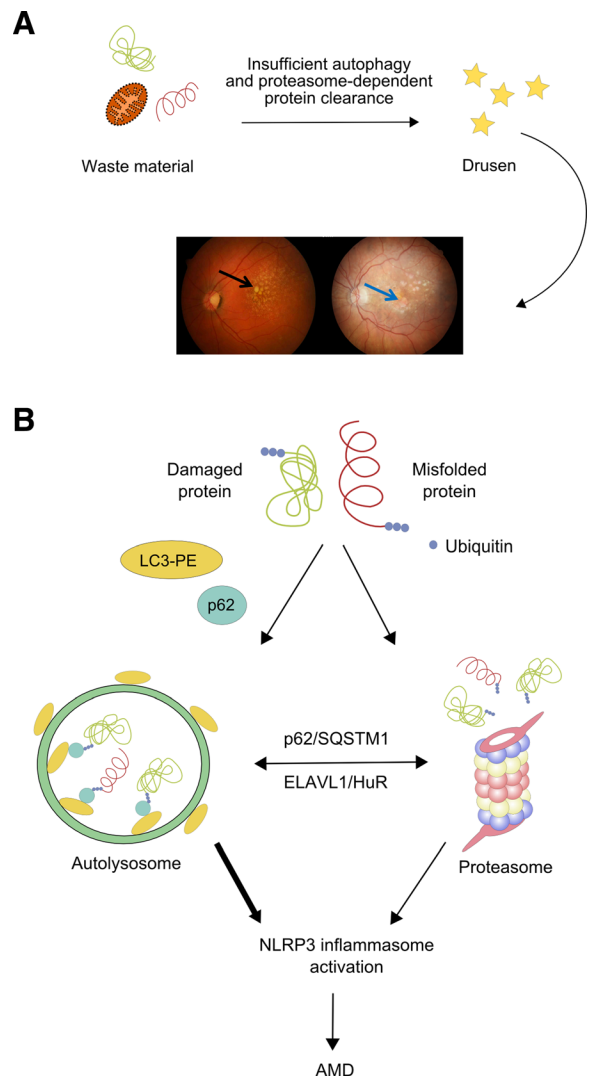 A
Insufficient autophagy
and proteasome-dependent
protein clearance
Waste material
Drusen
B
Damaged
protein
Misfolded
protein
Ubiquitin
LC3-PE
p62
p62/SQSTM1
ELAVL1/HuR
Autolysosome
Proteasome
NLRP3 inflammasome
activation
AMD